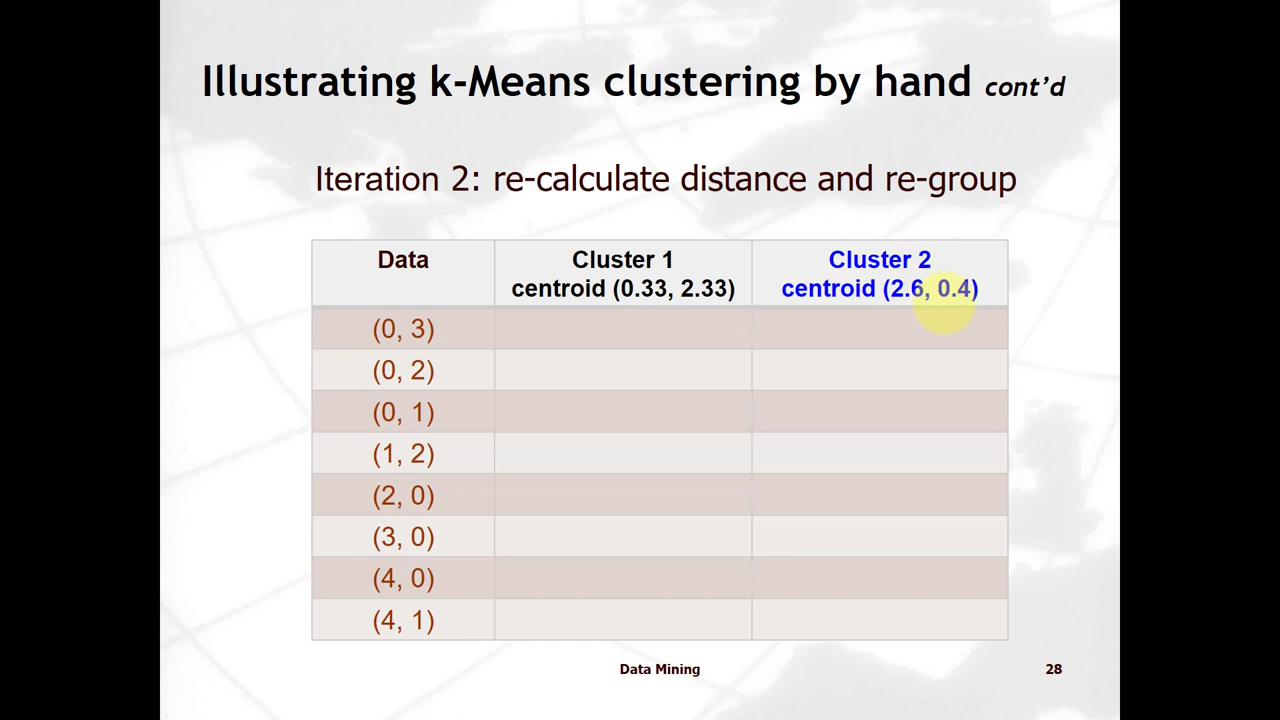 Illustrating k-Means clustering by hand cont’d
Iteration 2: re-calculate distance and re-group
Data
Cluster 1
centroid (0.33, 2.33)
Cluster 2
centroid (2.6, 0.4)
(0, 3)
(0, 2)
(0, 1)
(1, 2)
(2, 0)
(3, 0)
(4, 0)
(4, 1)
Data Mining
28